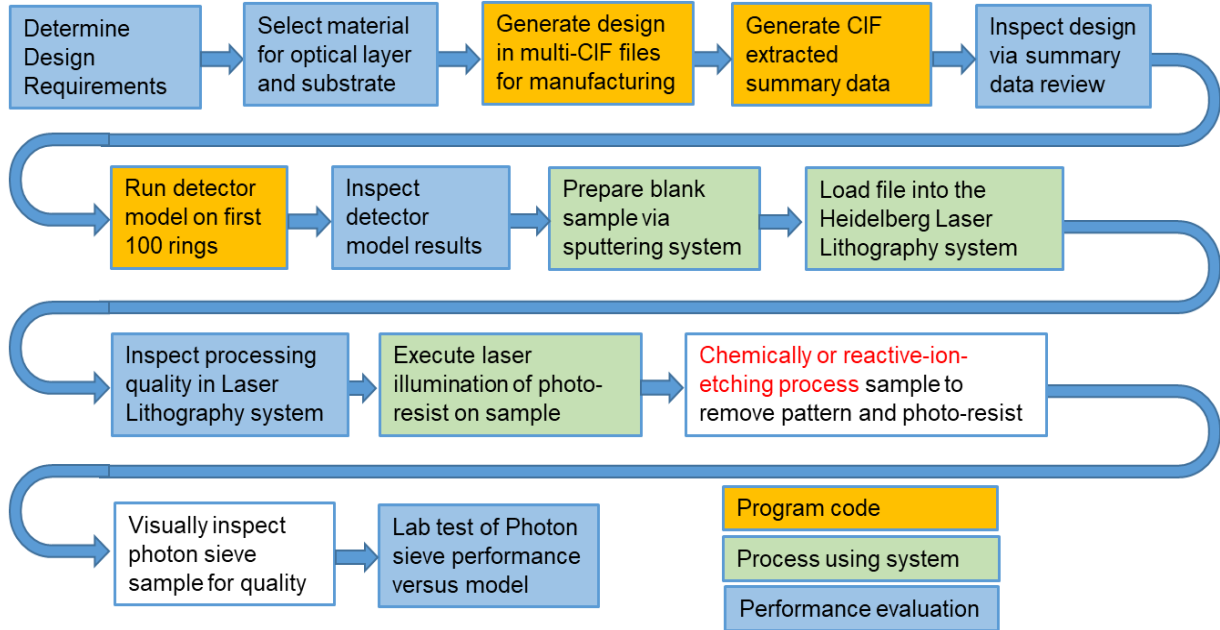 Determine
Design
Requirements
Select material
for optical layer
and substrate
Generate design
in multi-CIF files
for manufacturing
Generate CIF
extracted
summary data
Inspect design
via summary
data review
Run detector
model on first
100 rings
Inspect
detector
model results
Prepare blank
sample via
sputtering system
Load file into the
Heidelberg Laser
Lithography system
Inspect processing
quality in Laser
Lithography system
Execute laser
illumination of photo-
resist on sample
Chemically or reactive-ion-
etching process sample to
remove pattern and photo-resist
Visually inspect
photon sieve
sample for quality
Lab test of Photon
sieve performance
versus model
Program code
Process using system
Performance evaluation